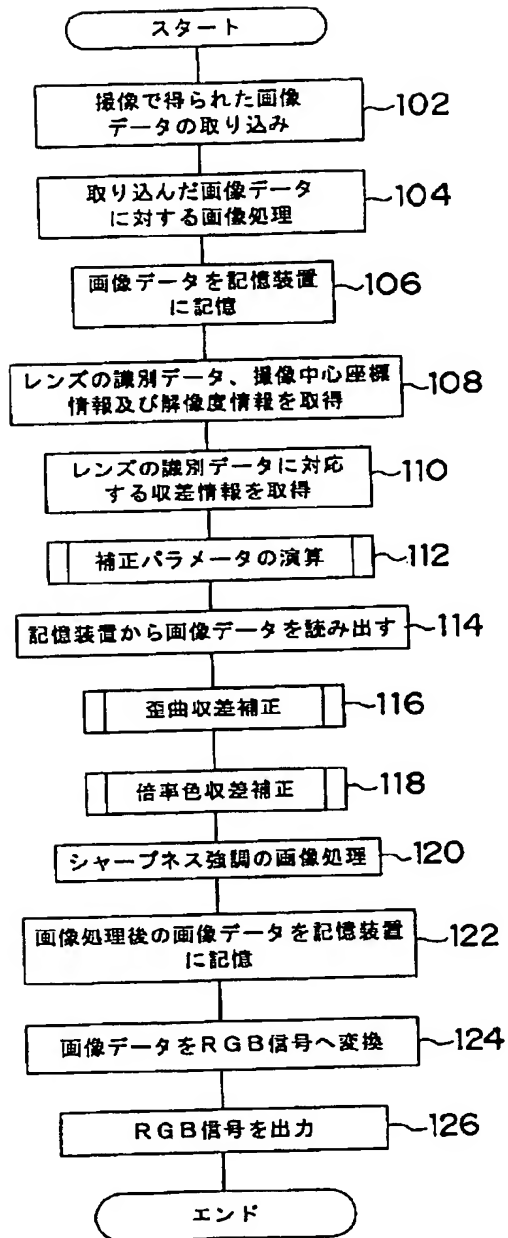 スタート
撮像で得られた画像
データの取り込み
102
取り込んだ画像データ
に対する画像処理
104
画像データを記憶装置
に記憶
106
レンズの識別データ、撮像中心座標
情報及び解像度情報を取得
108
レンズの識別データに対応
する収差情報を取得
110
補正パラメータの演算
112
記憶装置から画像データを読み出す
114
歪曲収差補正
116
倍率色収差補正
118
シャープネス強調の画像処理
120
画像処理後の画像データを記憶装置
に記憶
122
画像データをRGB信号へ変換
124
RGB信号を出力
126
エンド